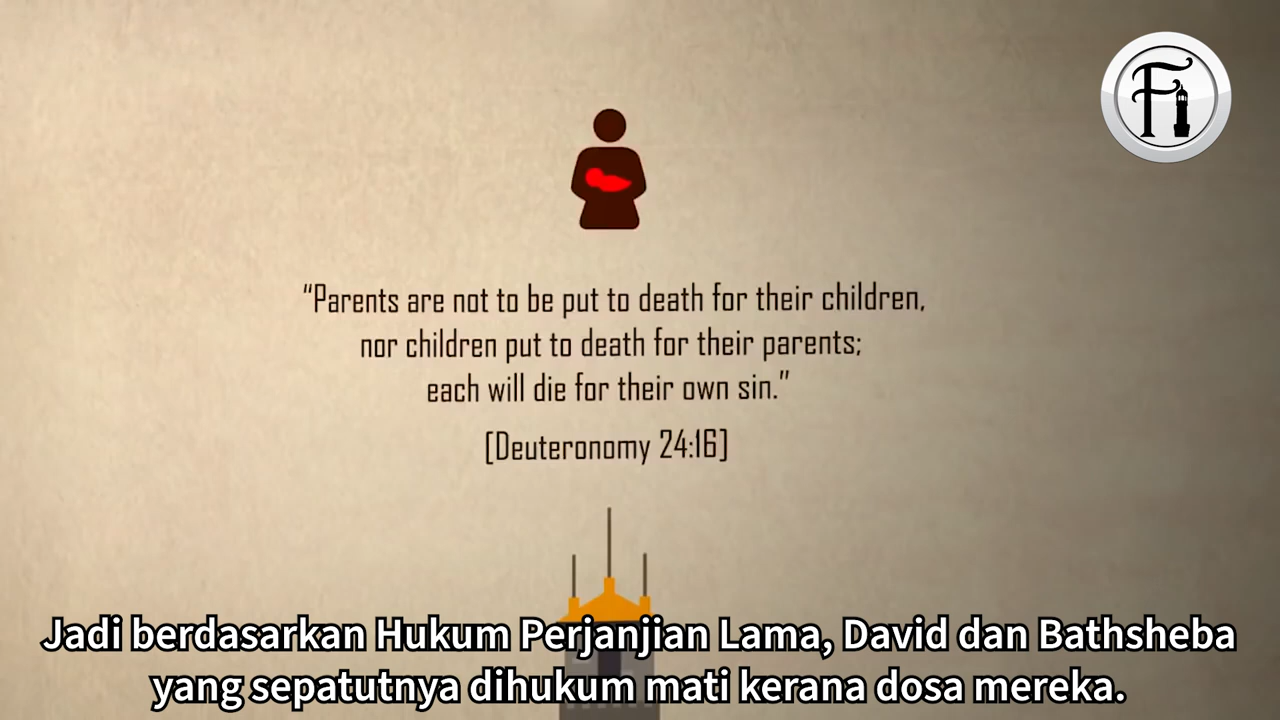 Fi
“Parents are not to be put to death for their children,
nor children put to death for their parents;
each will die for their own sin.”
[Deuteronomy 24:16]
Jadi berdasarkan Hukum Perjanjian Lama, David dan Bathsheba
yang sepatutnya dihukum mati kerana dosa mereka.